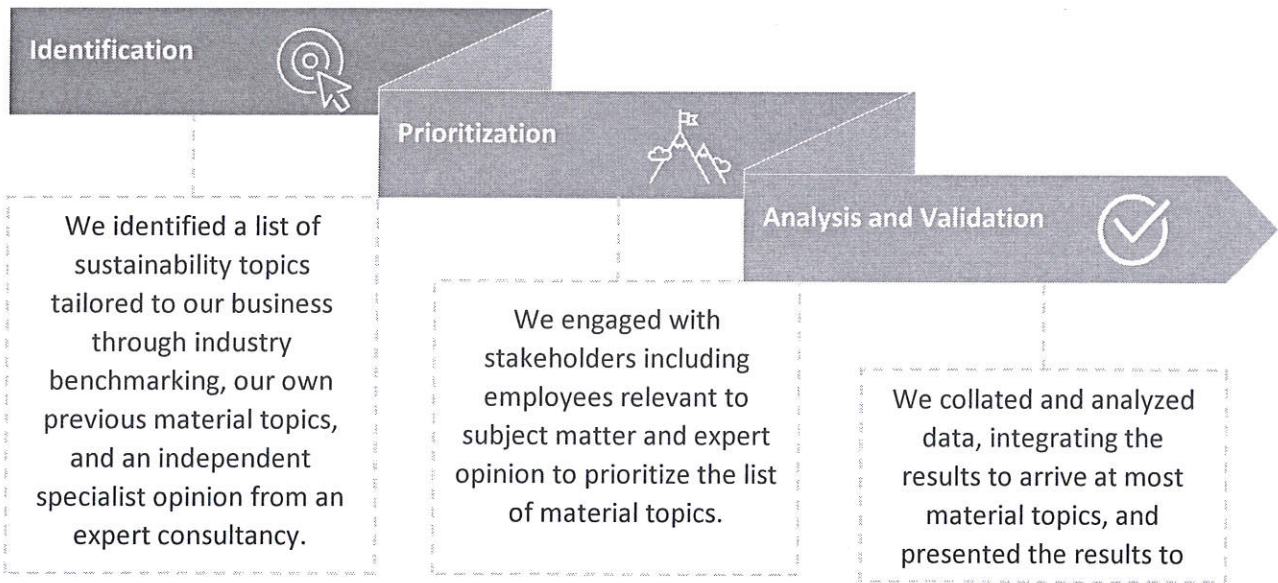 Identification
We identified a list of
sustainability topics
tailored to our business
through industry
benchmarking, our own
previous material topics,
and an independent
specialist opinion from an
expert consultancy.
Prioritization
We engaged with
stakeholders including
employees relevant to
subject matter and expert
opinion to prioritize the list
of material topics.
Analysis and Validation
We collated and analyzed
data, integrating the
results to arrive at most
material topics, and
presented the results to